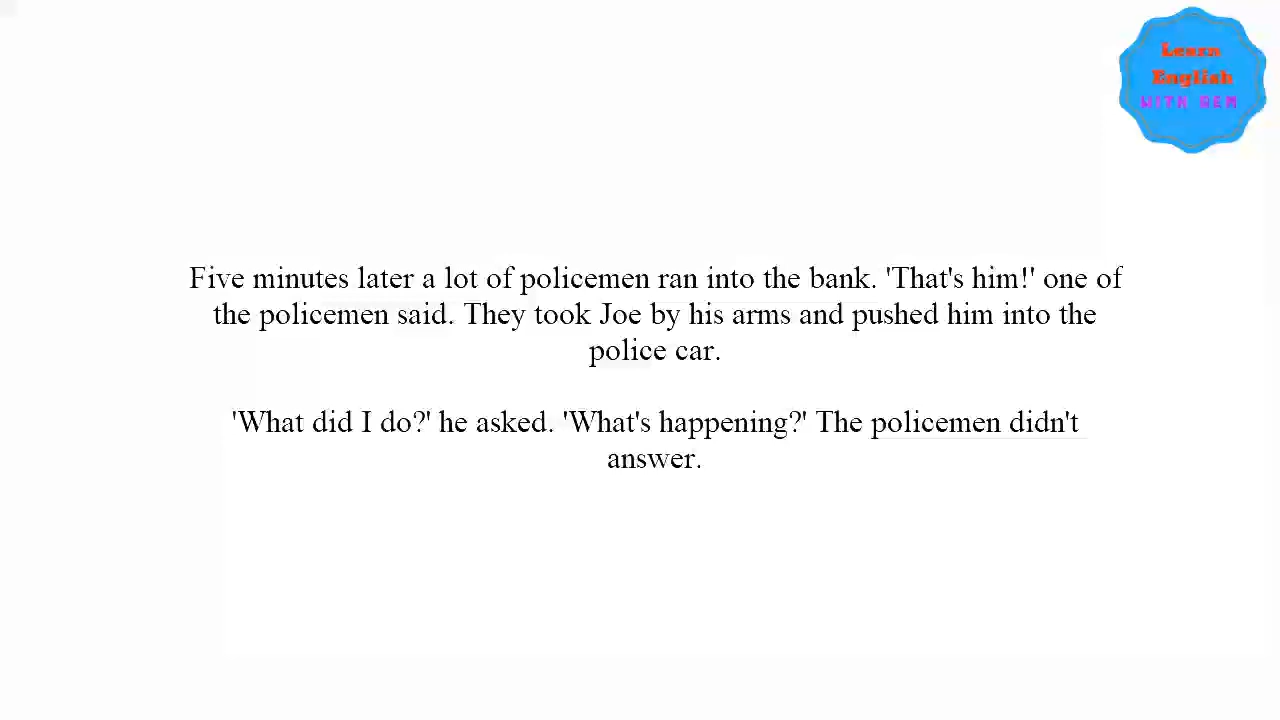 Learn
English
WITH GEM
Five minutes later a lot of policemen ran into the bank. 'That's him!' one of
the policemen said. They took Joe by his arms and pushed him into the
police car.
'What did I do?' he asked. 'What's happening?' The policemen didn't
answer.